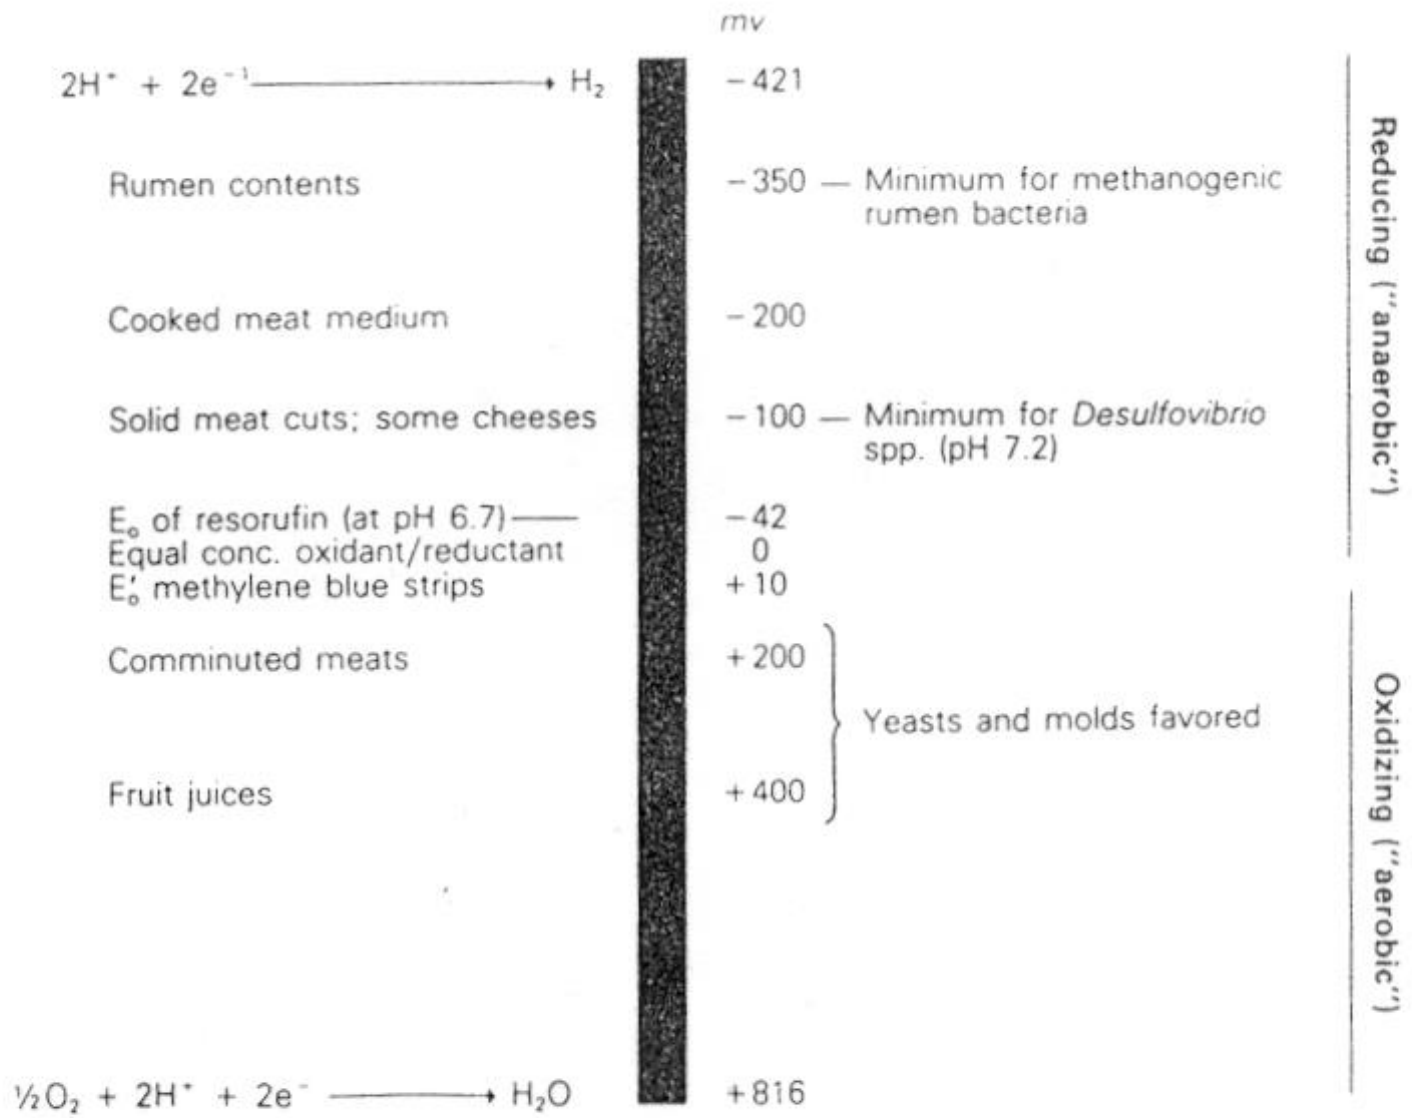 mv
2H⁺ + 2e⁻¹ → H₂ −421
Rumen contents −350 — Minimum for methanogenic
rumen bacteria
Cooked meat medium −200
Solid meat cuts; some cheeses −100 — Minimum for Desulfovibrio
spp. (pH 7.2)
E₀ of resorufin (at pH 6.7)— −42
Equal conc. oxidant/reductant 0
E₀′ methylene blue strips +10
Comminuted meats +200
Yeasts and molds favored
Fruit juices +400
½O₂ + 2H⁺ + 2e⁻ → H₂O +816
Reducing ("anaerobic")
Oxidizing ("aerobic")